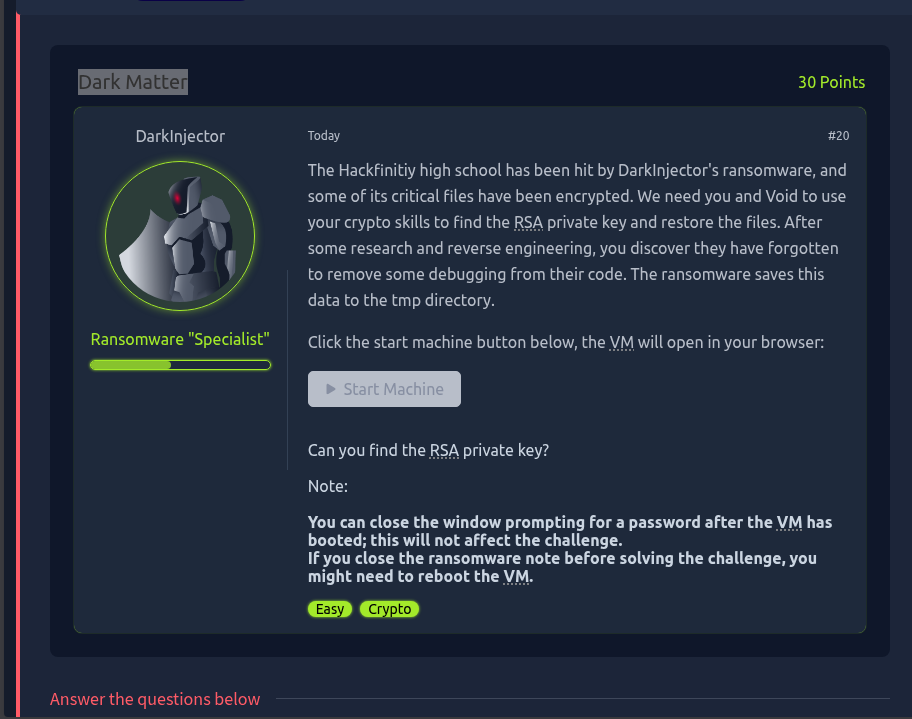 Dark Matter
30 Points
DarkInjector
Today
#20
The Hackfinitiy high school has been hit by DarkInjector's ransomware, and
some of its critical files have been encrypted. We need you and Void to use
your crypto skills to find the RSA private key and restore the files. After
some research and reverse engineering, you discover they have forgotten
to remove some debugging from their code. The ransomware saves this
data to the tmp directory.
Ransomware "Specialist"
Click the start machine button below, the VM will open in your browser:
Start Machine
Can you find the RSA private key?
Note:
You can close the window prompting for a password after the VM has
booted; this will not affect the challenge.
If you close the ransomware note before solving the challenge, you
might need to reboot the VM.
Easy
Crypto
Answer the questions below